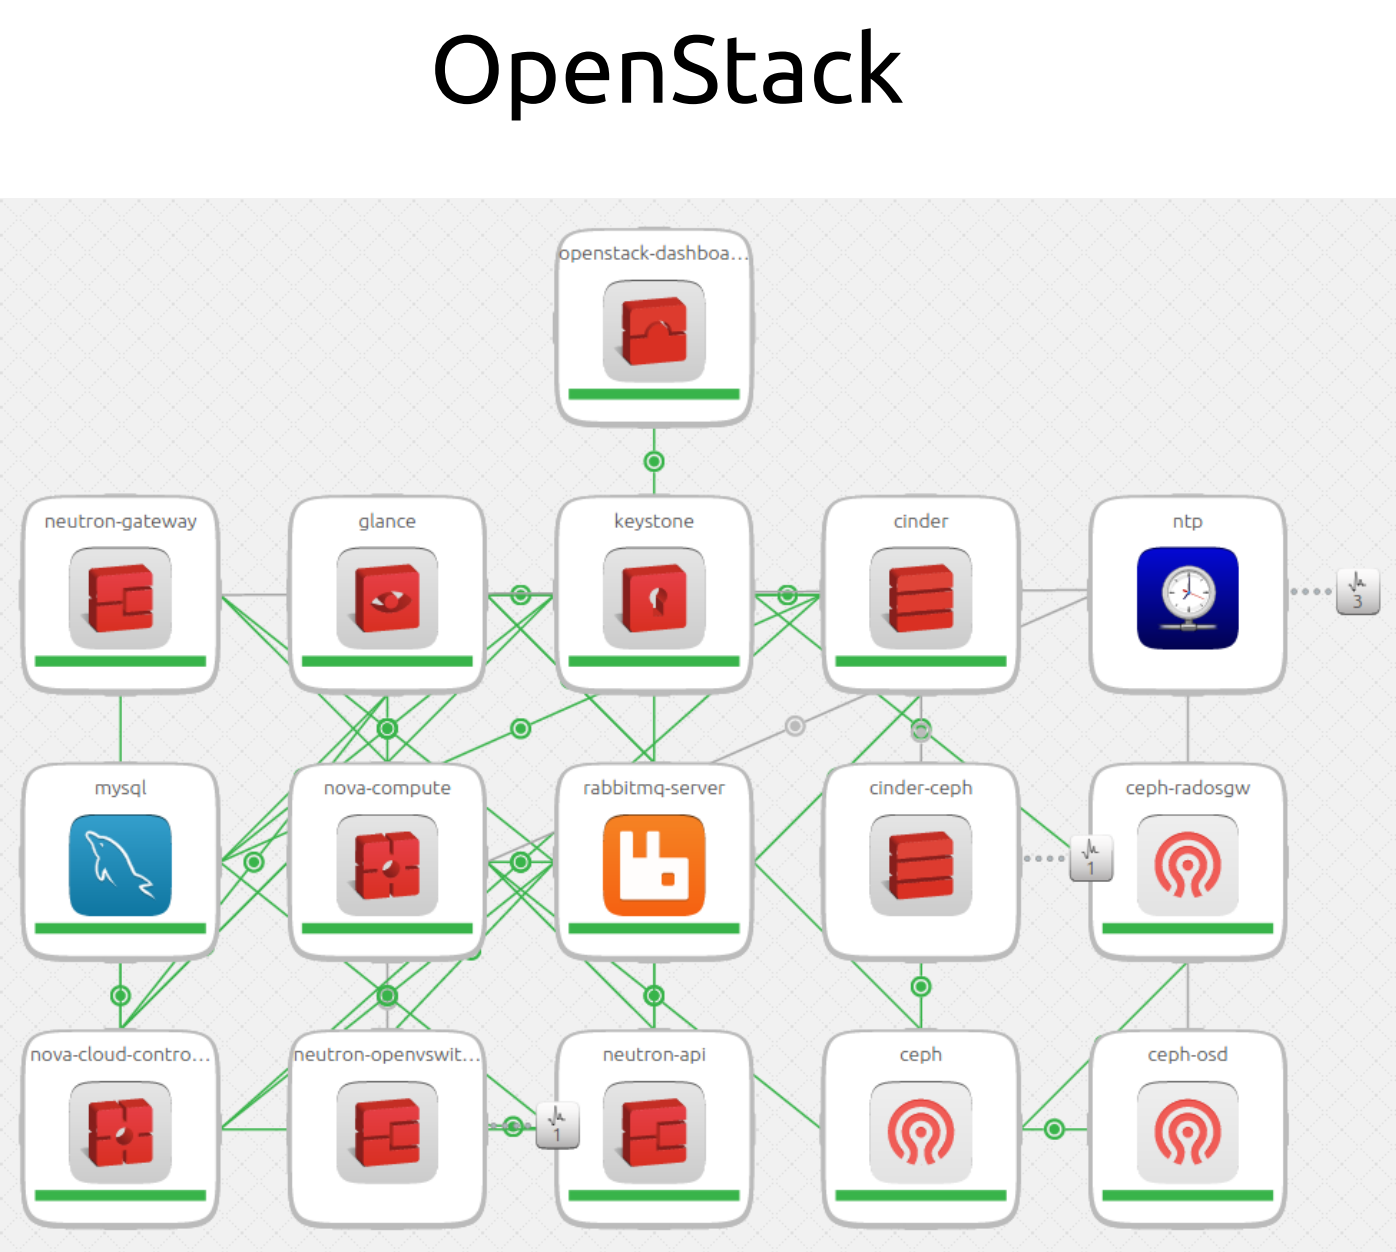 OpenStack
openstack-dashboa...
neutron-gateway
glance
keystone
cinder
ntp
3
mysql
nova-compute
rabbitmq-server
cinder-ceph
1
ceph-radosgw
nova-cloud-contro...
neutron-openvswit...
1
neutron-api
ceph
ceph-osd